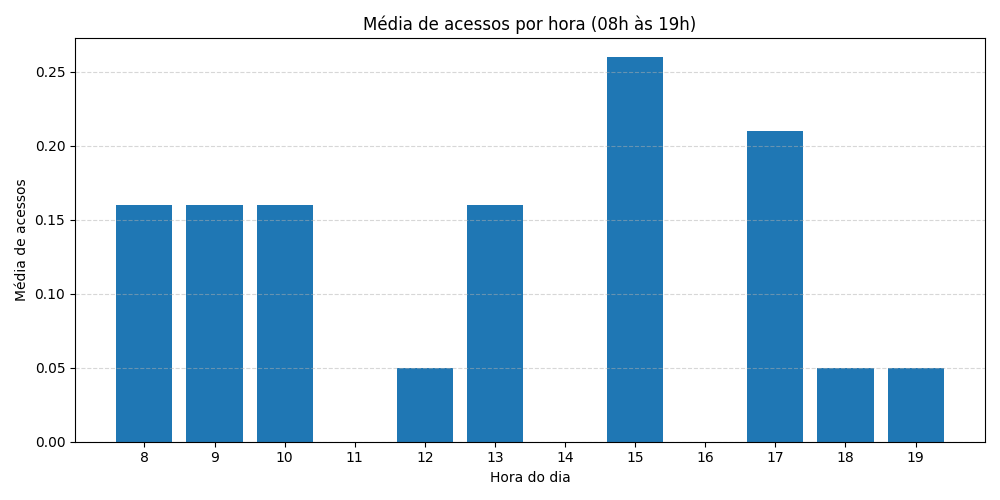 Média de acessos por hora (08h às 19h)
Média de acessos
0.25
0.20
0.15
0.10
0.05
0.00
8 9 10 11 12 13 14 15 16 17 18 19
Hora do dia